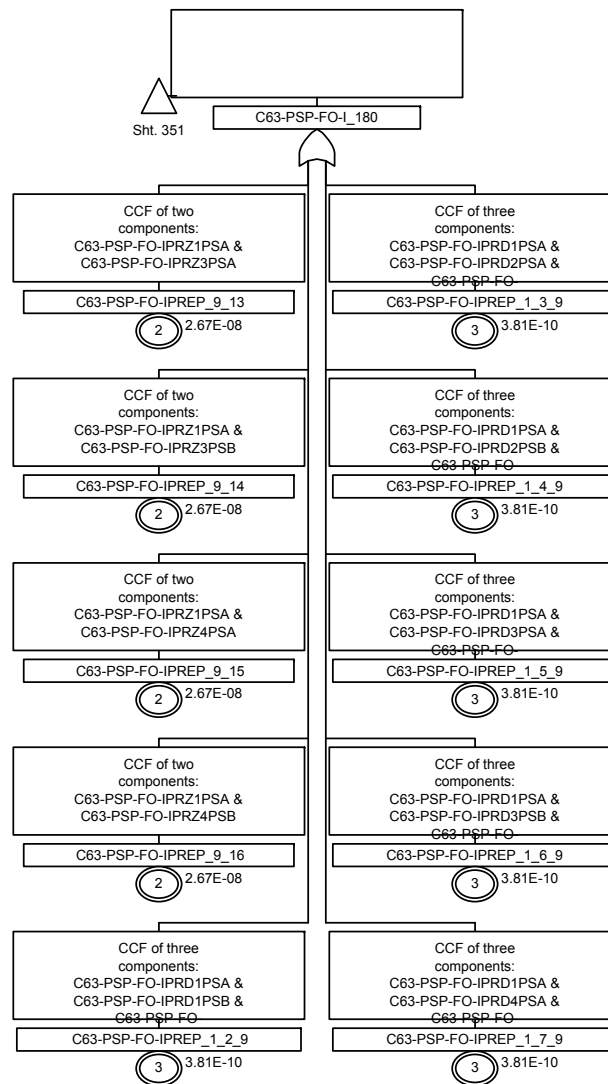 Sht. 351
C63-PSP-FO-I_180
CCF of two
components:
C63-PSP-FO-IPRZ1PSA &
C63-PSP-FO-IPRZ3PSA
C63-PSP-FO-IPREP_9_13
2
2.67E-08
CCF of three
components:
C63-PSP-FO-IPRD1PSA &
C63-PSP-FO-IPRD2PSA &
C63-PSP-FO-
C63-PSP-FO-IPREP_1_3_9
3
3.81E-10
CCF of two
components:
C63-PSP-FO-IPRZ1PSA &
C63-PSP-FO-IPRZ3PSB
C63-PSP-FO-IPREP_9_14
2
2.67E-08
CCF of three
components:
C63-PSP-FO-IPRD1PSA &
C63-PSP-FO-IPRD2PSB &
C63-PSP-FO
C63-PSP-FO-IPREP_1_4_9
3
3.81E-10
CCF of two
components:
C63-PSP-FO-IPRZ1PSA &
C63-PSP-FO-IPRZ4PSA
C63-PSP-FO-IPREP_9_15
2
2.67E-08
CCF of three
components:
C63-PSP-FO-IPRD1PSA &
C63-PSP-FO-IPRD3PSA &
C63-PSP-FO-
C63-PSP-FO-IPREP_1_5_9
3
3.81E-10
CCF of two
components:
C63-PSP-FO-IPRZ1PSA &
C63-PSP-FO-IPRZ4PSB
C63-PSP-FO-IPREP_9_16
2
2.67E-08
CCF of three
components:
C63-PSP-FO-IPRD1PSA &
C63-PSP-FO-IPRD3PSB &
C63-PSP-FO
C63-PSP-FO-IPREP_1_6_9
3
3.81E-10
CCF of three
components:
C63-PSP-FO-IPRD1PSA &
C63-PSP-FO-IPRD1PSB &
C63-PSP-FO
C63-PSP-FO-IPREP_1_2_9
3
3.81E-10
CCF of three
components:
C63-PSP-FO-IPRD1PSA &
C63-PSP-FO-IPRD4PSA &
C63-PSP-FO
C63-PSP-FO-IPREP_1_7_9
3
3.81E-10